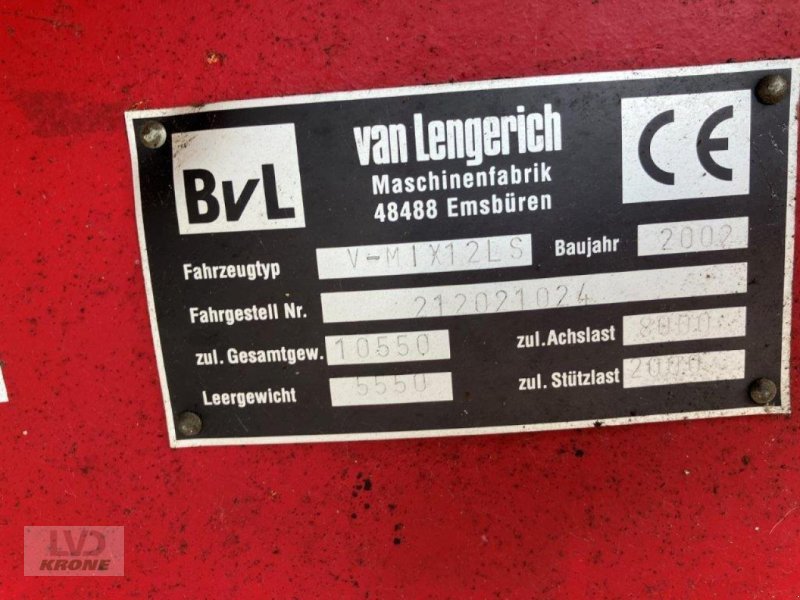 BvL
van Lengerich
Maschinenfabrik
48488 Emsbüren
CE
Fahrzeugtyp V-MIX12LS Baujahr 2002
Fahrgestell Nr. 212021024
zul. Gesamtgew. 10550 zul. Achslast 8000
Leergewicht 5550 zul. Stützlast 2000
LVD
KRONE